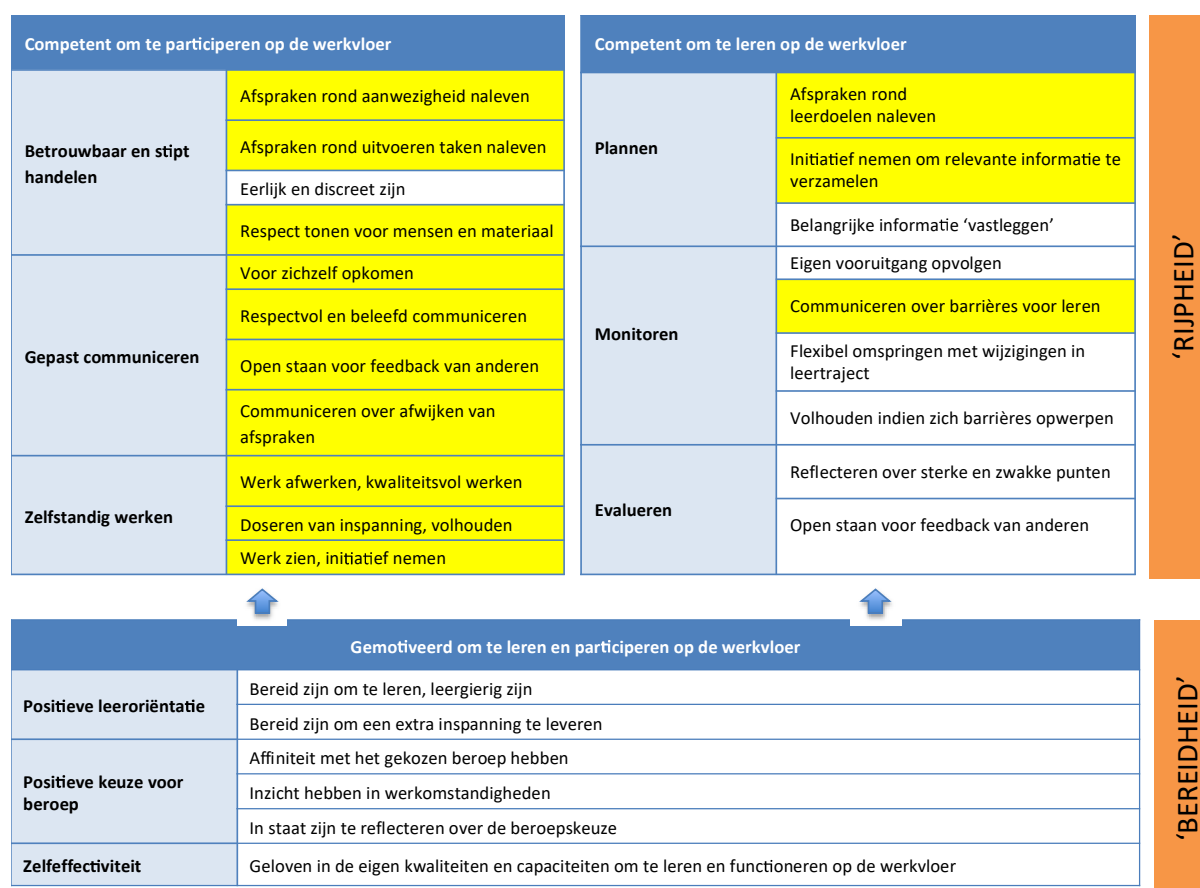 Competent om te participeren op de werkvloer
Betrouwbaar en stipt
handelen
Afspraken rond aanwezigheid naleven
Afspraken rond uitvoeren taken naleven
Eerlijk en discreet zijn
Respect tonen voor mensen en materiaal
Gepast communiceren
Voor zichzelf opkomen
Respectvol en beleefd communiceren
Open staan voor feedback van anderen
Communiceren over afwijken van
afspraken
Zelfstandig werken
Werk afwerken, kwaliteitsvol werken
Doseren van inspanning, volhouden
Werk zien, initiatief nemen
Competent om te leren op de werkvloer
Plannen
Afspraken rond
leerdoelen naleven
Initiatief nemen om relevante informatie te
verzamelen
Belangrijke informatie ‘vastleggen’
Monitoren
Eigen vooruitgang opvolgen
Communiceren over barrières voor leren
Flexibel omspringen met wijzigingen in
leertraject
Volhouden indien zich barrières opwerpen
Evalueren
Reflecteren over sterke en zwakke punten
Open staan voor feedback van anderen
‘RIJPHEID’
Gemotiveerd om te leren en participeren op de werkvloer
Positieve leeroriëntatie
Bereid zijn om te leren, leergierig zijn
Bereid zijn om een extra inspanning te leveren
Positieve keuze voor
beroep
Affiniteit met het gekozen beroep hebben
Inzicht hebben in werkomstandigheden
In staat zijn te reflecteren over de beroepskeuze
Zelfeffectiviteit
Geloven in de eigen kwaliteiten en capaciteiten om te leren en functioneren op de werkvloer
‘BEREIDHEID’